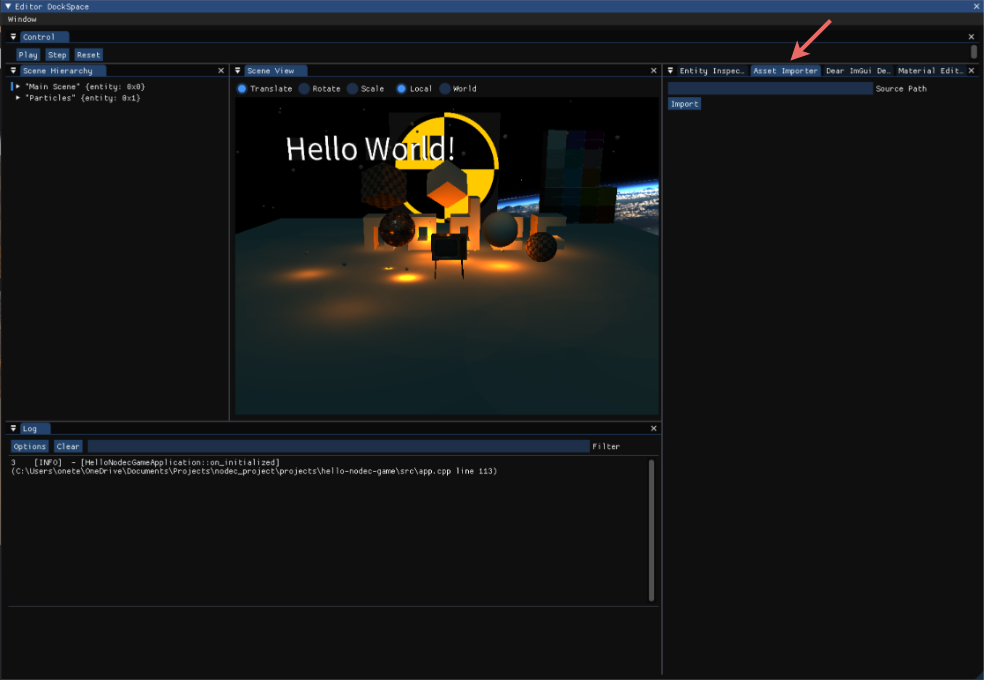 Editor DockSpace
Window
Control
Play Step Reset
Scene Hierarchy
"Main Scene" {entity: 0x0}
"Particles" {entity: 0x1}
Scene View
Translate Rotate Scale Local World
Hello World!
Entity Inspec… Asset Importer Dear ImGui De… Material Edit…
Source Path
Import
Log
Options Clear Filter
3 [INFO] - [HelloNodecGameApplication::on_initialized]
(C:\Users\onete\OneDrive\Documents\Projects\nodec_project\projects\hello-nodec-game\src\app.cpp line 113)